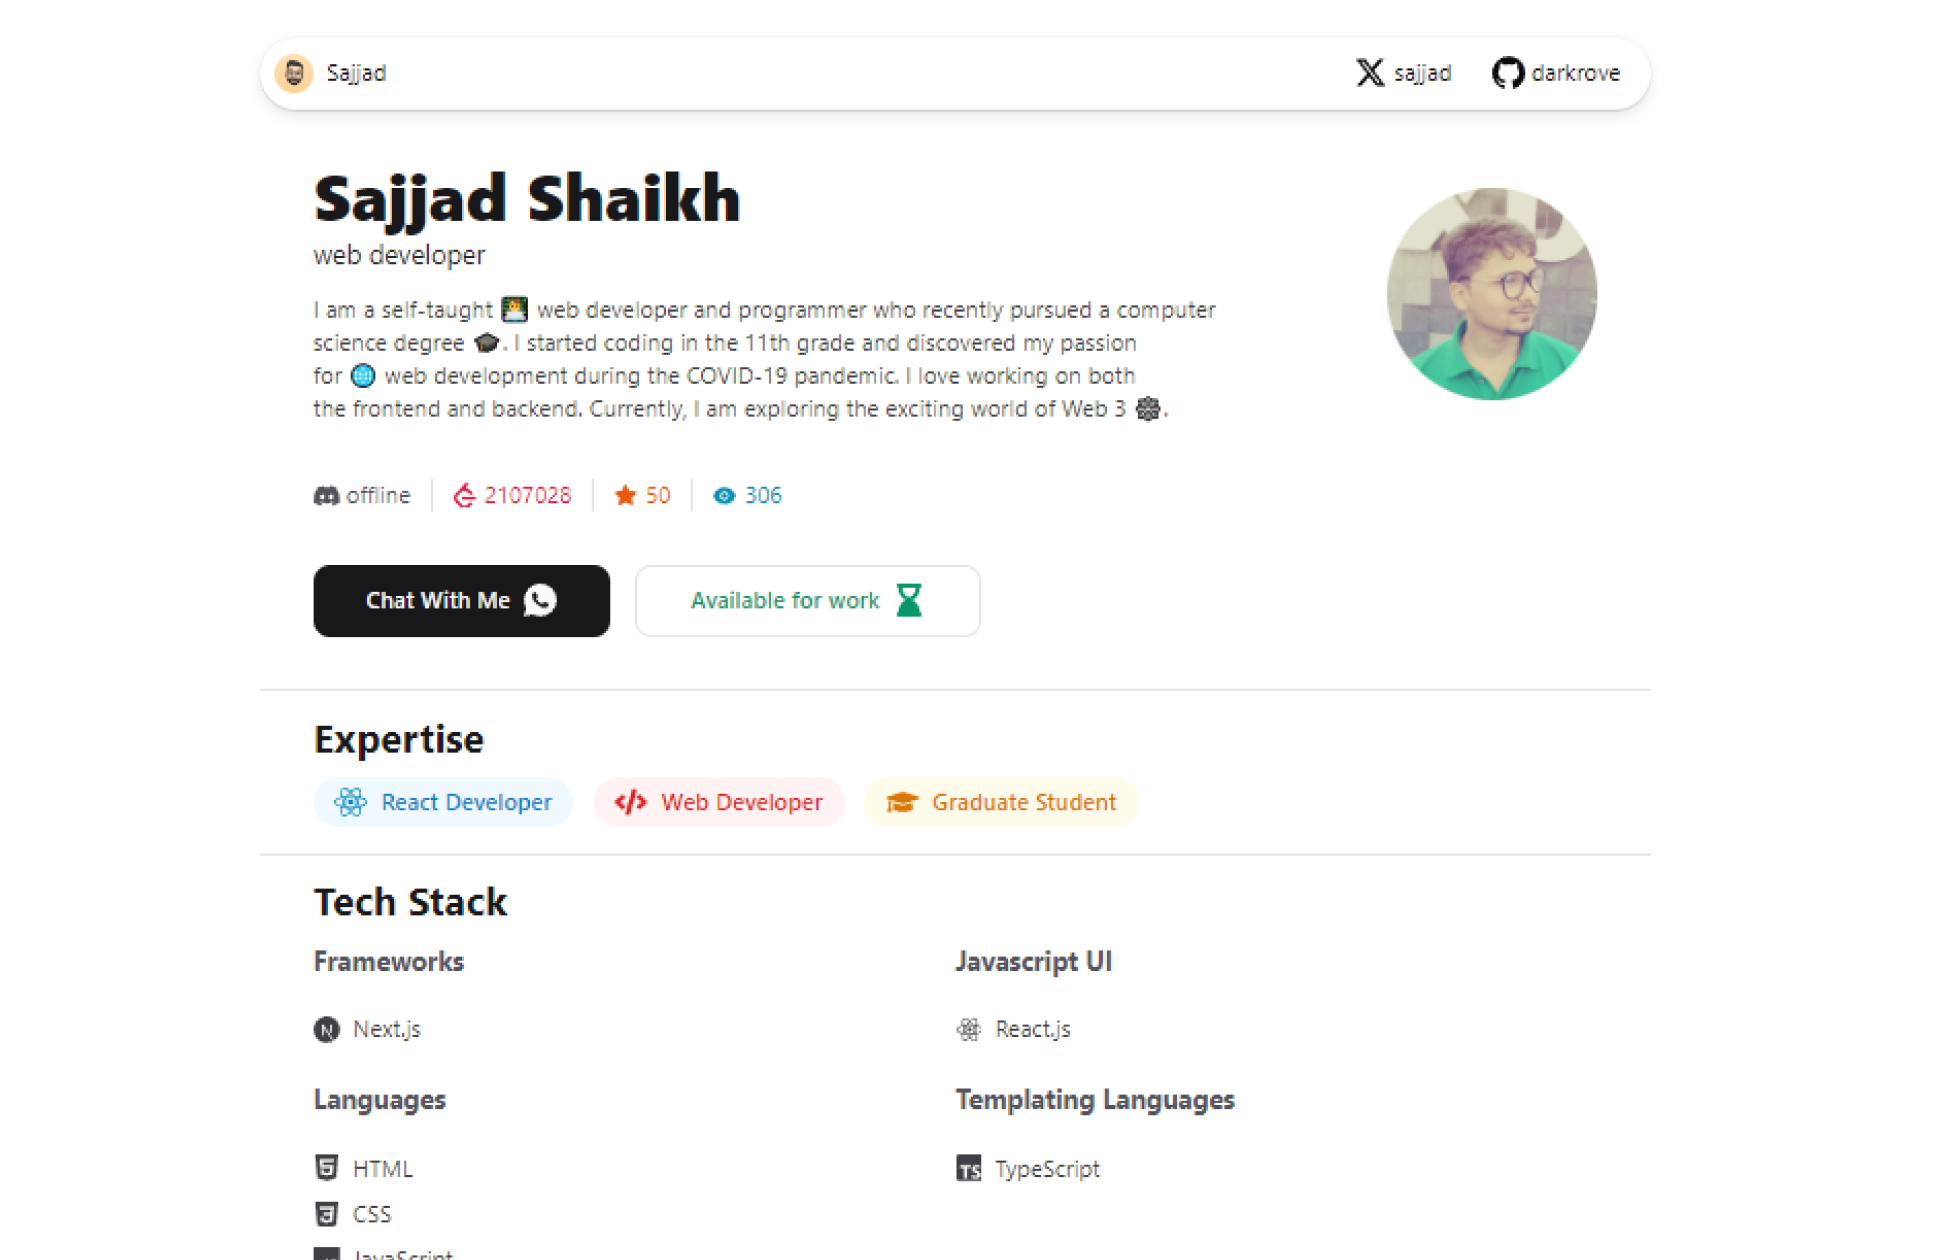 Sajjad
sajjad
darkrove
Sajjad Shaikh
web developer
I am a self-taught 👨‍💻 web developer and programmer who recently pursued a computer
science degree 🎓. I started coding in the 11th grade and discovered my passion
for 🌐 web development during the COVID-19 pandemic. I love working on both
the frontend and backend. Currently, I am exploring the exciting world of Web 3 🕸.
offline
2107028
50
306
Chat With Me
Available for work
Expertise
React Developer
Web Developer
Graduate Student
Tech Stack
Frameworks
Next.js
Javascript UI
React.js
Languages
HTML
CSS
JavaScript
Templating Languages
TS TypeScript